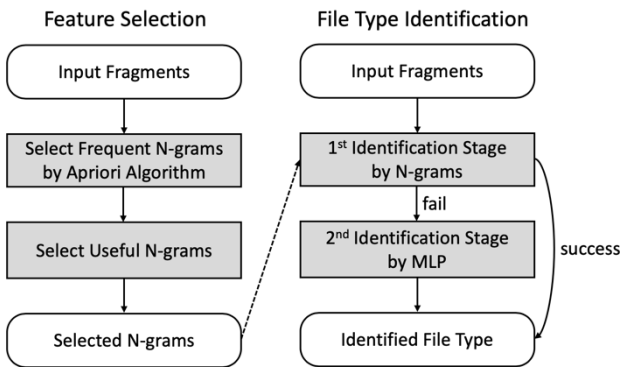 Feature Selection
Input Fragments
Select Frequent N-grams
by Apriori Algorithm
Select Useful N-grams
Selected N-grams
File Type Identification
Input Fragments
1st Identification Stage
by N-grams
fail
2nd Identification Stage
by MLP
success
Identified File Type